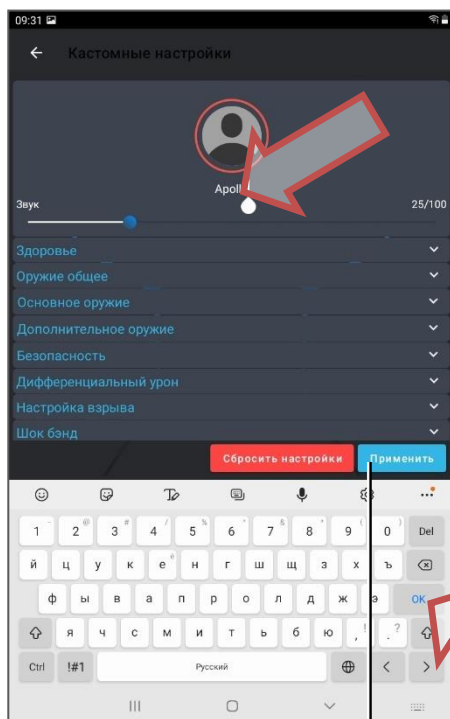 09:31
Кастомные настройки
Apoll
Звук 25/100
Здоровье
Оружие общее
Основное оружие
Дополнительное оружие
Безопасность
Дифференциальный урон
Настройка взрыва
Шок бэнд
Сбросить настройки Применить
1 2 @ 3 # 4 / 5 % 6 ^ 7 & 8 * 9 ( 0 ) Del
й ц у к е ё н г ш щ з х ъ
ф ы в а п р о л д ж э OK
я ч с м и т ь б ю , ! . ?
Ctrl !#1 Русский < >